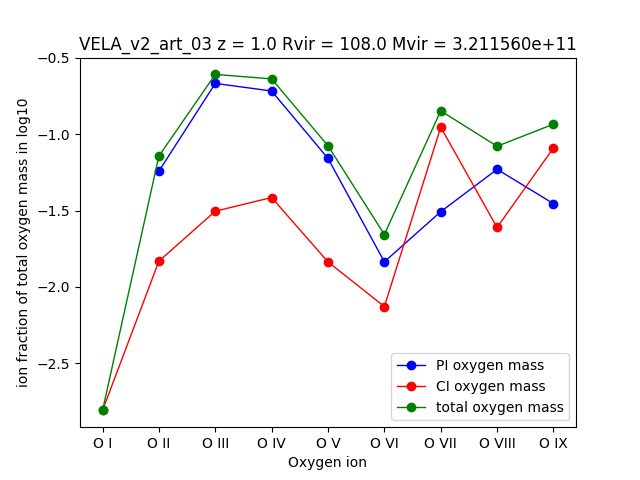 VELA_v2_art_03 z = 1.0 Rvir = 108.0 Mvir = 3.211560e+11
ion fraction of total oxygen mass in log10
−0.5
−1.0
−1.5
−2.0
−2.5
PI oxygen mass
CI oxygen mass
total oxygen mass
O I O II O III O IV O V O VI O VII O VIII O IX
Oxygen ion